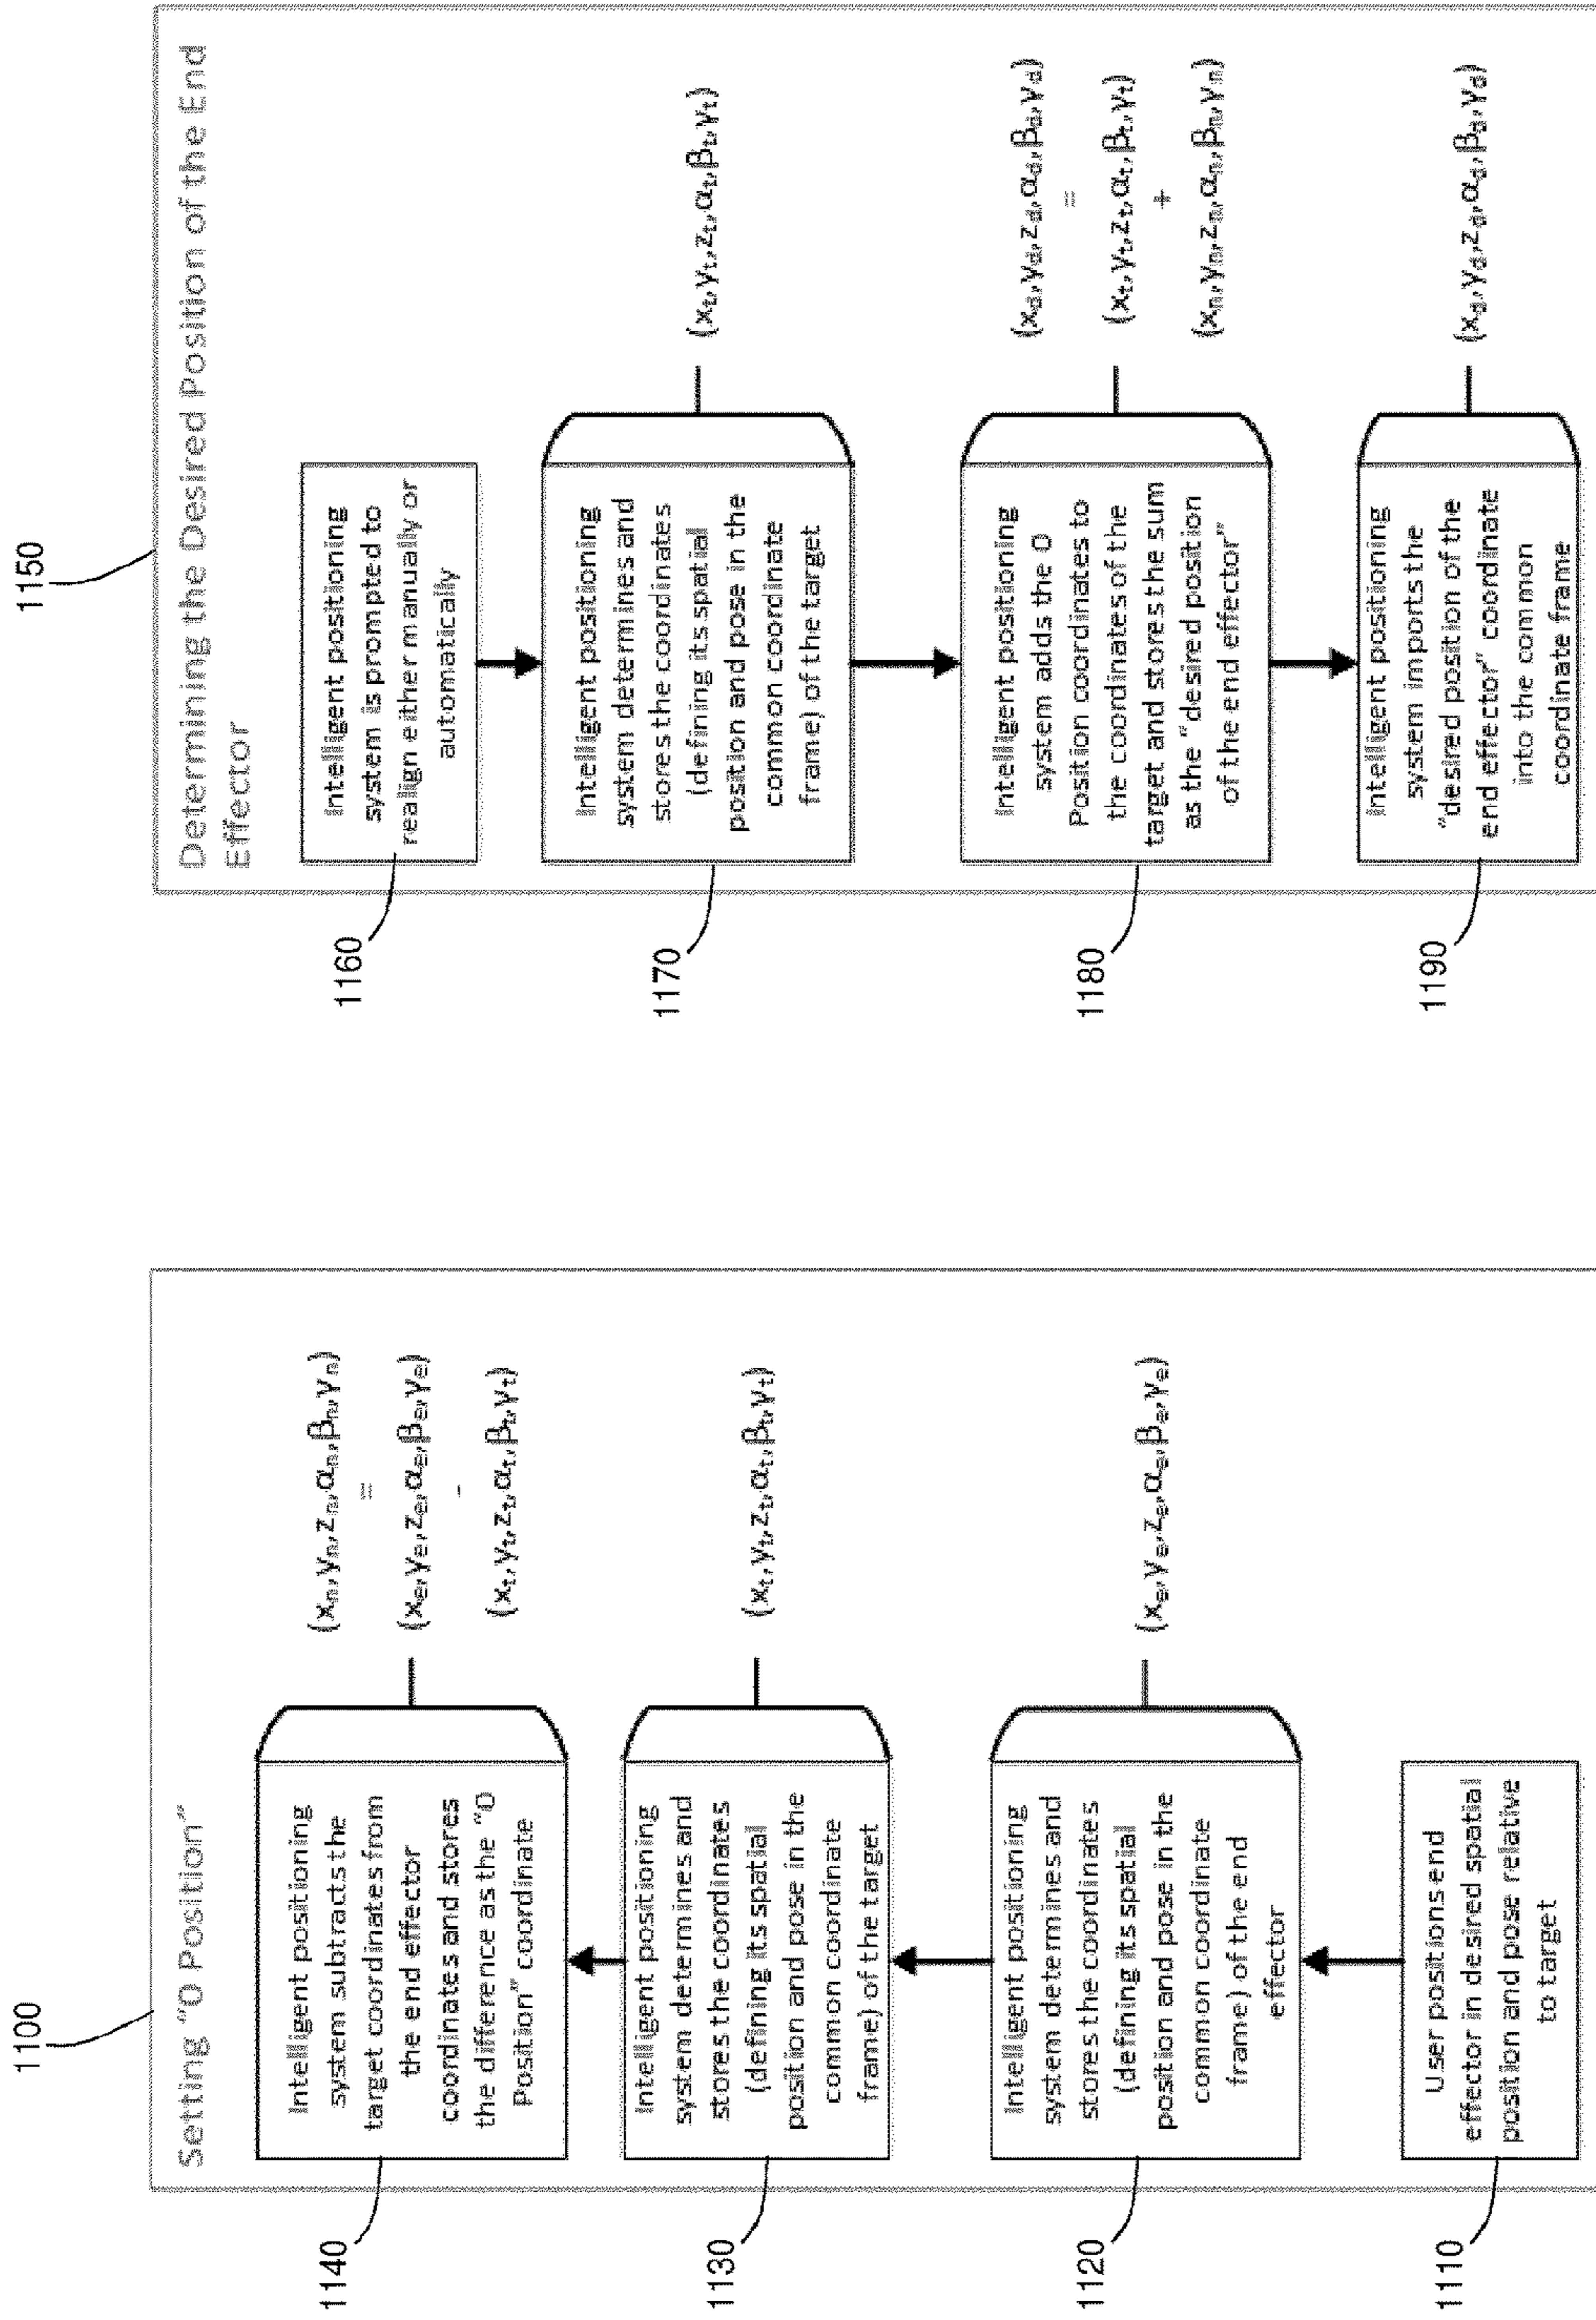 1100
Setting "0 Position"
1140
Intelligent positioning
system subtracts the
target coordinates from
the end effector
coordinates and stores
the difference as the "0
Position" coordinate
(xn,yn,zn,αn,βn,γn)
=
(xe,ye,ze,αe,βe,γe)
-
(xt,yt,zt,αt,βt,γt)
1130
Intelligent positioning
system determines and
stores the coordinates
(defining its spatial
position and pose in the
common coordinate
frame) of the target
(xt,yt,zt,αt,βt,γt)
1120
Intelligent positioning
system determines and
stores the coordinates
(defining its spatial
position and pose in the
common coordinate
frame) of the end
effector
(xe,ye,ze,αe,βe,γe)
1110
User positions end
effector in desired spatial
position and pose relative
to target
1150
Determining the Desired Position of the End
Effector
1160
Intelligent positioning
system is prompted to
realign either manually or
automatically
1170
Intelligent positioning
system determines and
stores the coordinates
(defining its spatial
position and pose in the
common coordinate
frame) of the target
(xt,yt,zt,αt,βt,γt)
1180
Intelligent positioning
system adds the 0
Position coordinates to
the coordinates of the
target and stores the sum
as the "desired position
of the end effector"
(xd,yd,zd,αd,βd,γd)
=
(xt,yt,zt,αt,βt,γt)
+
(xn,yn,zn,αn,βn,γn)
1190
Intelligent positioning
system imports the
"desired position of the
end effector" coordinate
into the common
coordinate frame
(xd,yd,zd,αd,βd,γd)